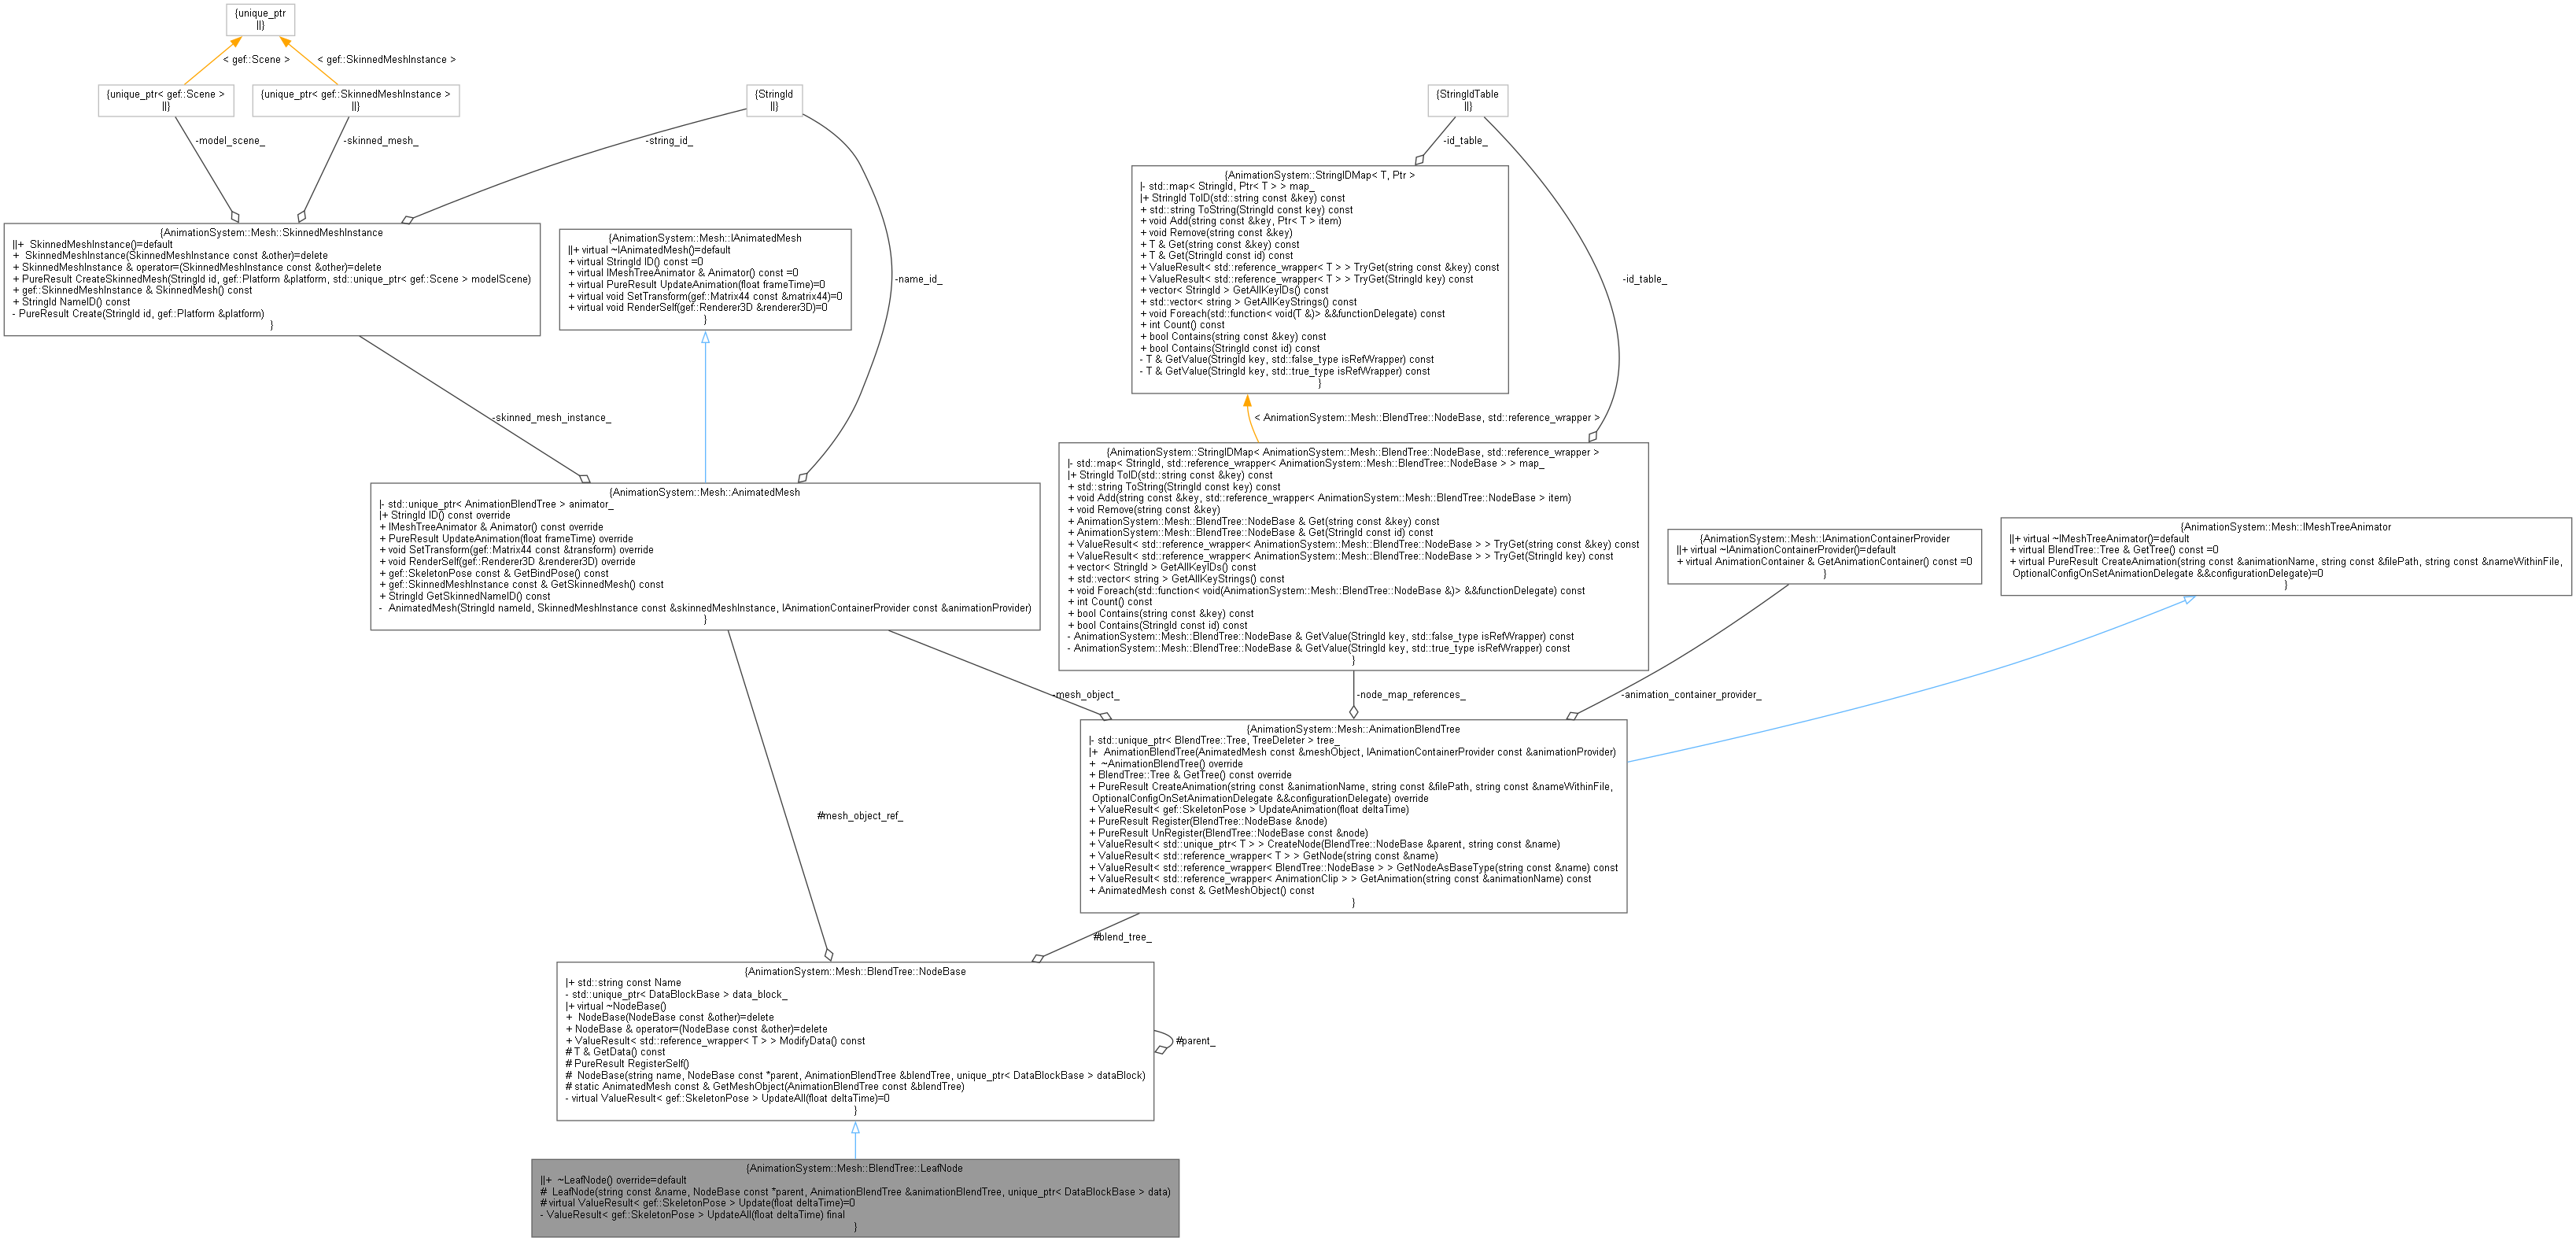 {unique_ptr
||}
< gef::Scene >
< gef::SkinnedMeshInstance >
{unique_ptr< gef::Scene >
||}
{unique_ptr< gef::SkinnedMeshInstance >
||}
{StringId
||}
{StringIdTable
||}
-model_scene_
-skinned_mesh_
-string_id_
-name_id_
-id_table_
-id_table_
{AnimationSystem::Mesh::SkinnedMeshInstance
||+  SkinnedMeshInstance()=default
+  SkinnedMeshInstance(SkinnedMeshInstance const &other)=delete
+ SkinnedMeshInstance & operator=(SkinnedMeshInstance const &other)=delete
+ PureResult CreateSkinnedMesh(StringId id, gef::Platform &platform, std::unique_ptr< gef::Scene > modelScene)
+ gef::SkinnedMeshInstance & SkinnedMesh() const
+ StringId NameID() const
- PureResult Create(StringId id, gef::Platform &platform)
}
{AnimationSystem::Mesh::IAnimatedMesh
||+ virtual ~IAnimatedMesh()=default
+ virtual StringId ID() const =0
+ virtual IMeshTreeAnimator & Animator() const =0
+ virtual PureResult UpdateAnimation(float frameTime)=0
+ virtual void SetTransform(gef::Matrix44 const &matrix44)=0
+ virtual void RenderSelf(gef::Renderer3D &renderer3D)=0
}
{AnimationSystem::StringIDMap< T, Ptr >
|- std::map< StringId, Ptr< T > > map_
|+ StringId ToID(std::string const &key) const
+ std::string ToString(StringId const key) const
+ void Add(string const &key, Ptr< T > item)
+ void Remove(string const &key)
+ T & Get(string const &key) const
+ T & Get(StringId const id) const
+ ValueResult< std::reference_wrapper< T > > TryGet(string const &key) const
+ ValueResult< std::reference_wrapper< T > > TryGet(StringId key) const
+ vector< StringId > GetAllKeyIDs() const
+ std::vector< string > GetAllKeyStrings() const
+ void Foreach(std::function< void(T &)> &&functionDelegate) const
+ int Count() const
+ bool Contains(string const &key) const
+ bool Contains(StringId const id) const
- T & GetValue(StringId key, std::false_type isRefWrapper) const
- T & GetValue(StringId key, std::true_type isRefWrapper) const
}
-skinned_mesh_instance_
< AnimationSystem::Mesh::BlendTree::NodeBase, std::reference_wrapper >
{AnimationSystem::Mesh::AnimatedMesh
|- std::unique_ptr< AnimationBlendTree > animator_
|+ StringId ID() const override
+ IMeshTreeAnimator & Animator() const override
+ PureResult UpdateAnimation(float frameTime) override
+ void SetTransform(gef::Matrix44 const &transform) override
+ void RenderSelf(gef::Renderer3D &renderer3D) override
+ gef::SkeletonPose const & GetBindPose() const
+ gef::SkinnedMeshInstance const & GetSkinnedMesh() const
+ StringId GetSkinnedNameID() const
-  AnimatedMesh(StringId nameId, SkinnedMeshInstance const &skinnedMeshInstance, IAnimationContainerProvider const &animationProvider)
}
{AnimationSystem::StringIDMap< AnimationSystem::Mesh::BlendTree::NodeBase, std::reference_wrapper >
|- std::map< StringId, std::reference_wrapper< AnimationSystem::Mesh::BlendTree::NodeBase > > map_
|+ StringId ToID(std::string const &key) const
+ std::string ToString(StringId const key) const
+ void Add(string const &key, std::reference_wrapper< AnimationSystem::Mesh::BlendTree::NodeBase > item)
+ void Remove(string const &key)
+ AnimationSystem::Mesh::BlendTree::NodeBase & Get(string const &key) const
+ AnimationSystem::Mesh::BlendTree::NodeBase & Get(StringId const id) const
+ ValueResult< std::reference_wrapper< AnimationSystem::Mesh::BlendTree::NodeBase > > TryGet(string const &key) const
+ ValueResult< std::reference_wrapper< AnimationSystem::Mesh::BlendTree::NodeBase > > TryGet(StringId key) const
+ vector< StringId > GetAllKeyIDs() const
+ std::vector< string > GetAllKeyStrings() const
+ void Foreach(std::function< void(AnimationSystem::Mesh::BlendTree::NodeBase &)> &&functionDelegate) const
+ int Count() const
+ bool Contains(string const &key) const
+ bool Contains(StringId const id) const
- AnimationSystem::Mesh::BlendTree::NodeBase & GetValue(StringId key, std::false_type isRefWrapper) const
- AnimationSystem::Mesh::BlendTree::NodeBase & GetValue(StringId key, std::true_type isRefWrapper) const
}
{AnimationSystem::Mesh::IAnimationContainerProvider
||+ virtual ~IAnimationContainerProvider()=default
+ virtual AnimationContainer & GetAnimationContainer() const =0
}
{AnimationSystem::Mesh::IMeshTreeAnimator
||+ virtual ~IMeshTreeAnimator()=default
+ virtual BlendTree::Tree & GetTree() const =0
+ virtual PureResult CreateAnimation(string const &animationName, string const &filePath, string const &nameWithinFile,
OptionalConfigOnSetAnimationDelegate &&configurationDelegate)=0
}
-mesh_object_
-node_map_references_
-animation_container_provider_
{AnimationSystem::Mesh::AnimationBlendTree
|- std::unique_ptr< BlendTree::Tree, TreeDeleter > tree_
|+  AnimationBlendTree(AnimatedMesh const &meshObject, IAnimationContainerProvider const &animationProvider)
+  ~AnimationBlendTree() override
+ BlendTree::Tree & GetTree() const override
+ PureResult CreateAnimation(string const &animationName, string const &filePath, string const &nameWithinFile,
OptionalConfigOnSetAnimationDelegate &&configurationDelegate) override
+ ValueResult< gef::SkeletonPose > UpdateAnimation(float deltaTime)
+ PureResult Register(BlendTree::NodeBase &node)
+ PureResult UnRegister(BlendTree::NodeBase const &node)
+ ValueResult< std::unique_ptr< T > > CreateNode(BlendTree::NodeBase &parent, string const &name)
+ ValueResult< std::reference_wrapper< T > > GetNode(string const &name)
+ ValueResult< std::reference_wrapper< BlendTree::NodeBase > > GetNodeAsBaseType(string const &name) const
+ ValueResult< std::reference_wrapper< AnimationClip > > GetAnimation(string const &animationName) const
+ AnimatedMesh const & GetMeshObject() const
}
#mesh_object_ref_
#blend_tree_
{AnimationSystem::Mesh::BlendTree::NodeBase
|+ std::string const Name
- std::unique_ptr< DataBlockBase > data_block_
|+ virtual ~NodeBase()
+  NodeBase(NodeBase const &other)=delete
+ NodeBase & operator=(NodeBase const &other)=delete
+ ValueResult< std::reference_wrapper< T > > ModifyData() const
# T & GetData() const
# PureResult RegisterSelf()
#  NodeBase(string name, NodeBase const *parent, AnimationBlendTree &blendTree, unique_ptr< DataBlockBase > dataBlock)
# static AnimatedMesh const & GetMeshObject(AnimationBlendTree const &blendTree)
- virtual ValueResult< gef::SkeletonPose > UpdateAll(float deltaTime)=0
}
#parent_
{AnimationSystem::Mesh::BlendTree::LeafNode
||+  ~LeafNode() override=default
#  LeafNode(string const &name, NodeBase const *parent, AnimationBlendTree &animationBlendTree, unique_ptr< DataBlockBase > data)
# virtual ValueResult< gef::SkeletonPose > Update(float deltaTime)=0
- ValueResult< gef::SkeletonPose > UpdateAll(float deltaTime) final
}